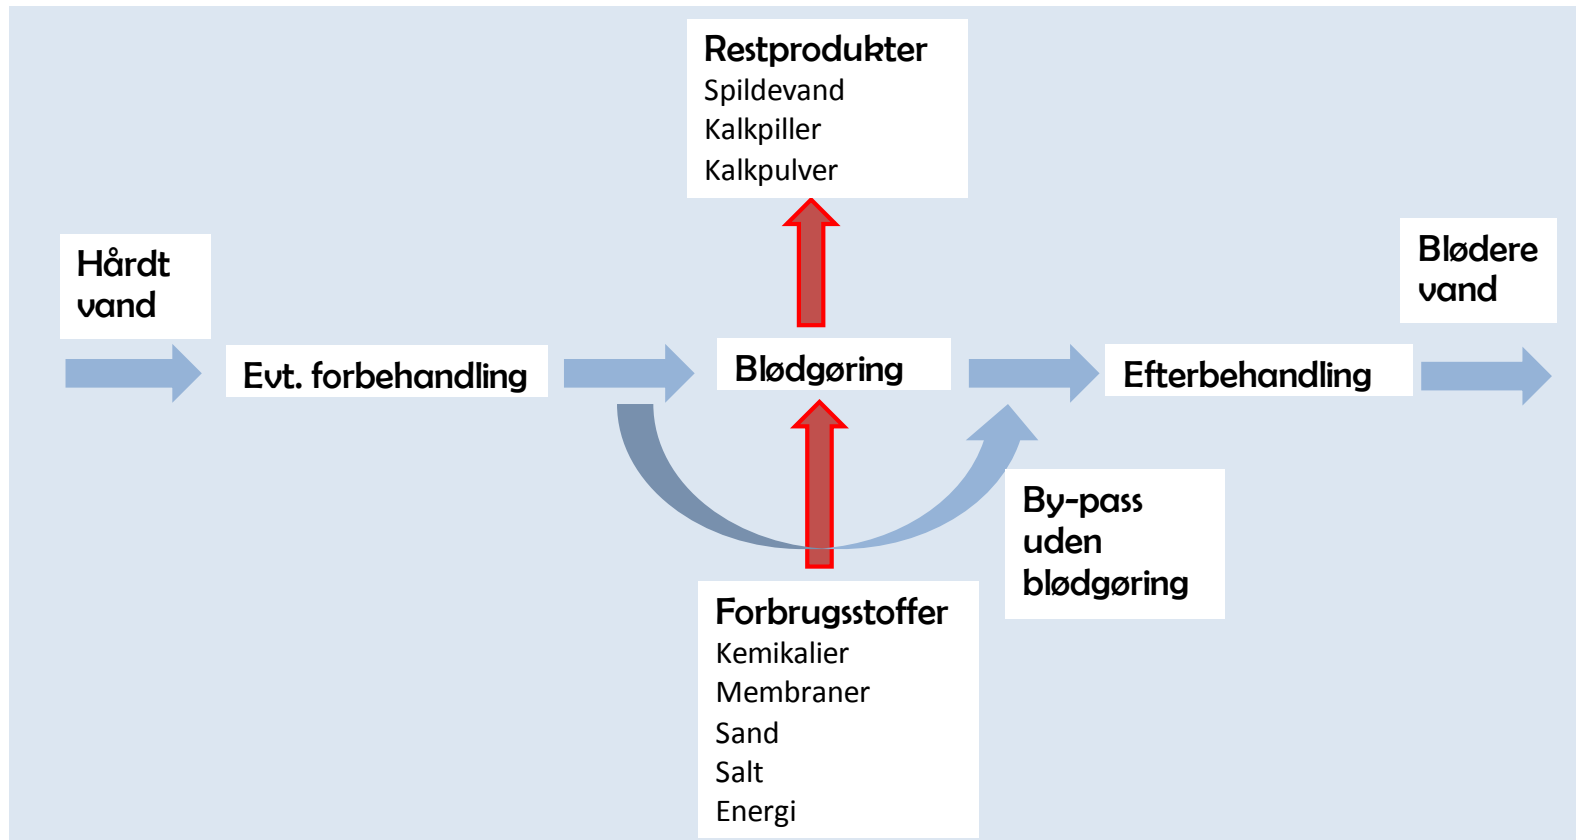 Restprodukter
Spildevand
Kalkpiller
Kalkpulver
Hårdt
vand
Blødere
vand
Evt. forbehandling
Blødgøring
Efterbehandling
By-pass
uden
blødgøring
Forbrugsstoffer
Kemikalier
Membraner
Sand
Salt
Energi